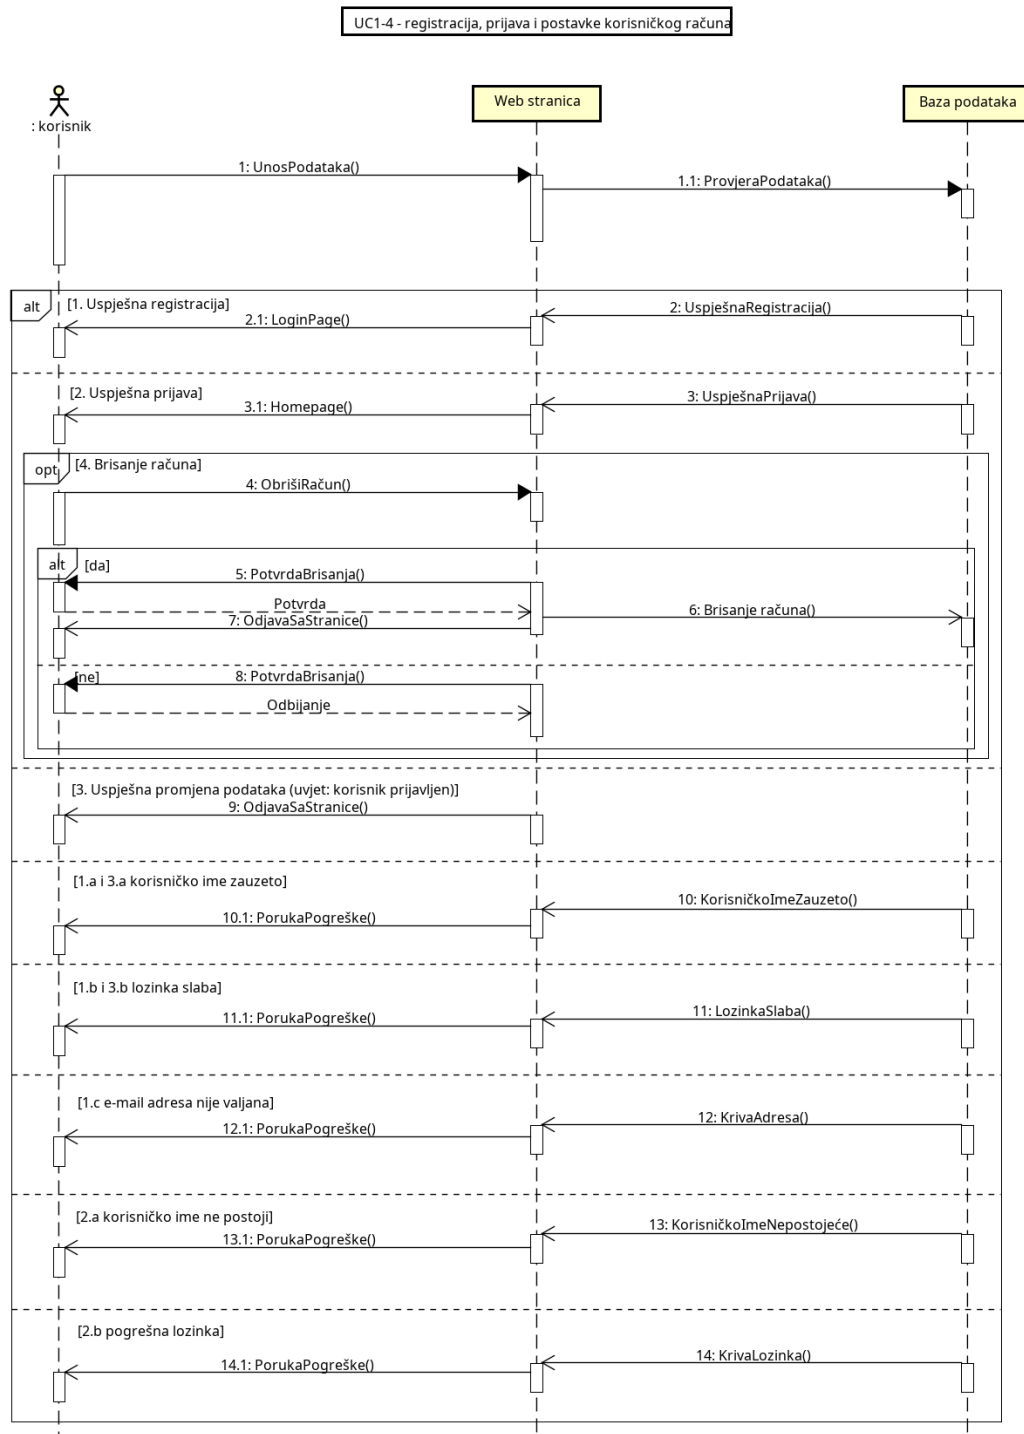 UC1-4 - registracija, prijava i postavke korisničkog računa
: korisnik
Web stranica
Baza podataka
1: UnosPodataka()
1.1: ProvjeraPodataka()
alt
[1. Uspješna registracija]
2: UspješnaRegistracija()
2.1: LoginPage()
[2. Uspješna prijava]
3: UspješnaPrijava()
3.1: Homepage()
opt
[4. Brisanje računa]
4: ObrišiRačun()
alt
[da]
5: PotvrdaBrisanja()
Potvrda
6: Brisanje računa()
7: OdjavaSaStranice()
[ne]
8: PotvrdaBrisanja()
Odbijanje
[3. Uspješna promjena podataka (uvjet: korisnik prijavljen)]
9: OdjavaSaStranice()
[1.a i 3.a korisničko ime zauzeto]
10: KorisničkoImeZauzeto()
10.1: PorukaPogreške()
[1.b i 3.b lozinka slaba]
11: LozinkaSlaba()
11.1: PorukaPogreške()
[1.c e-mail adresa nije valjana]
12: KrivaAdresa()
12.1: PorukaPogreške()
[2.a korisničko ime ne postoji]
13: KorisničkoImeNepostojeće()
13.1: PorukaPogreške()
[2.b pogrešna lozinka]
14: KrivaLozinka()
14.1: PorukaPogreške()